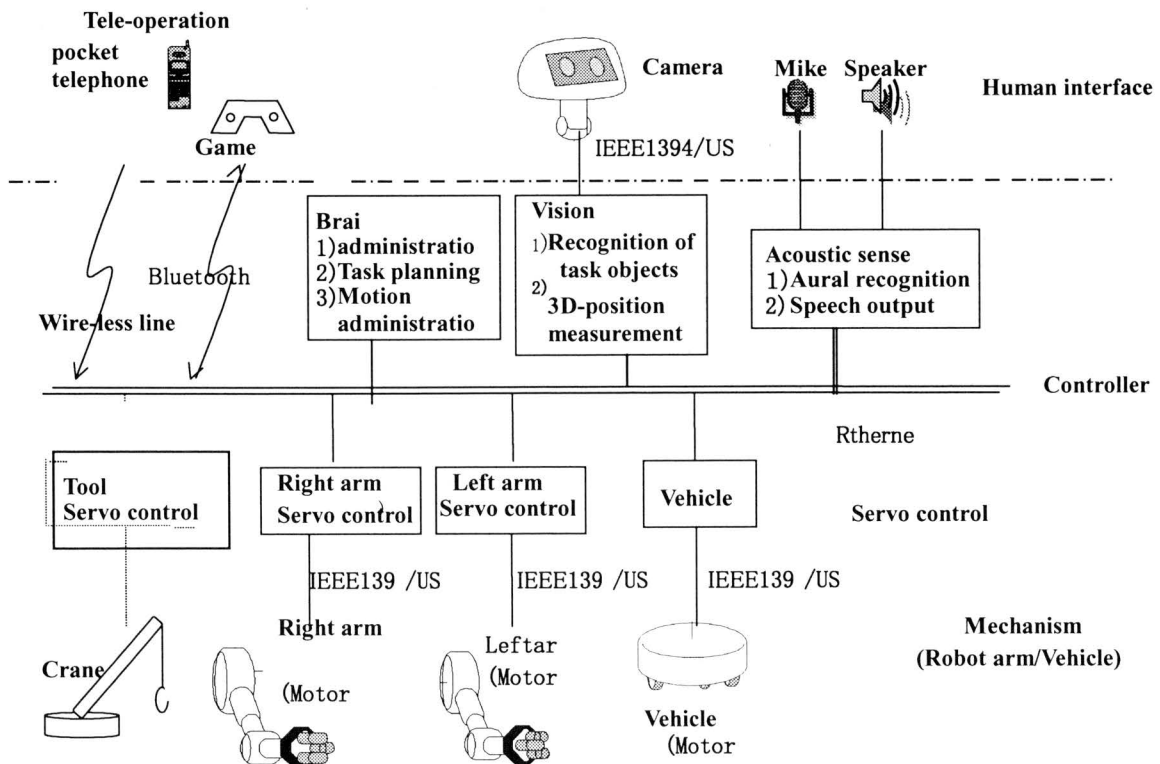 Tele-operation
pocket
telephone
Game
Camera
Mike
Speaker
Human interface
IEEE1394/US
Bluetooth
Wire-less line
Brai
1)administratio
2)Task planning
3)Motion
administratio
Vision
1)Recognition of
task objects
2)
3D-position
measurement
Acoustic sense
1)Aural recognition
2)Speech output
Controller
Rtherne
Tool
Servo control
Right arm
Servo control
Left arm
Servo control
Vehicle
Servo control
IEEE139 /US
IEEE139 /US
IEEE139 /US
Crane
Right arm
(Motor
Leftar
(Motor
Vehicle
(Motor
Mechanism
(Robot arm/Vehicle)